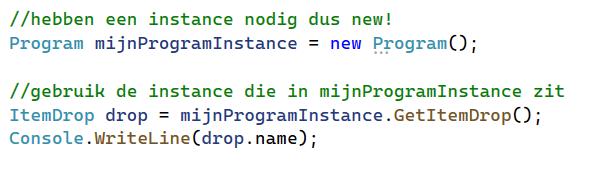 //hebben een instance nodig dus new!
Program mijnProgramInstance = new Program();
//gebruik de instance die in mijnProgramInstance zit
ItemDrop drop = mijnProgramInstance.GetItemDrop();
Console.WriteLine(drop.name);